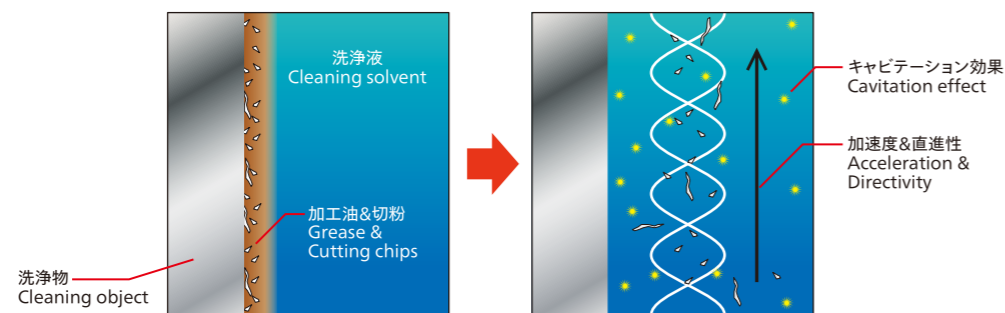 洗浄液
Cleaning solvent
加工油&切粉
Grease &
Cutting chips
洗浄物
Cleaning object
キャビテーション効果
Cavitation effect
加速度&直進性
Acceleration &
Directivity